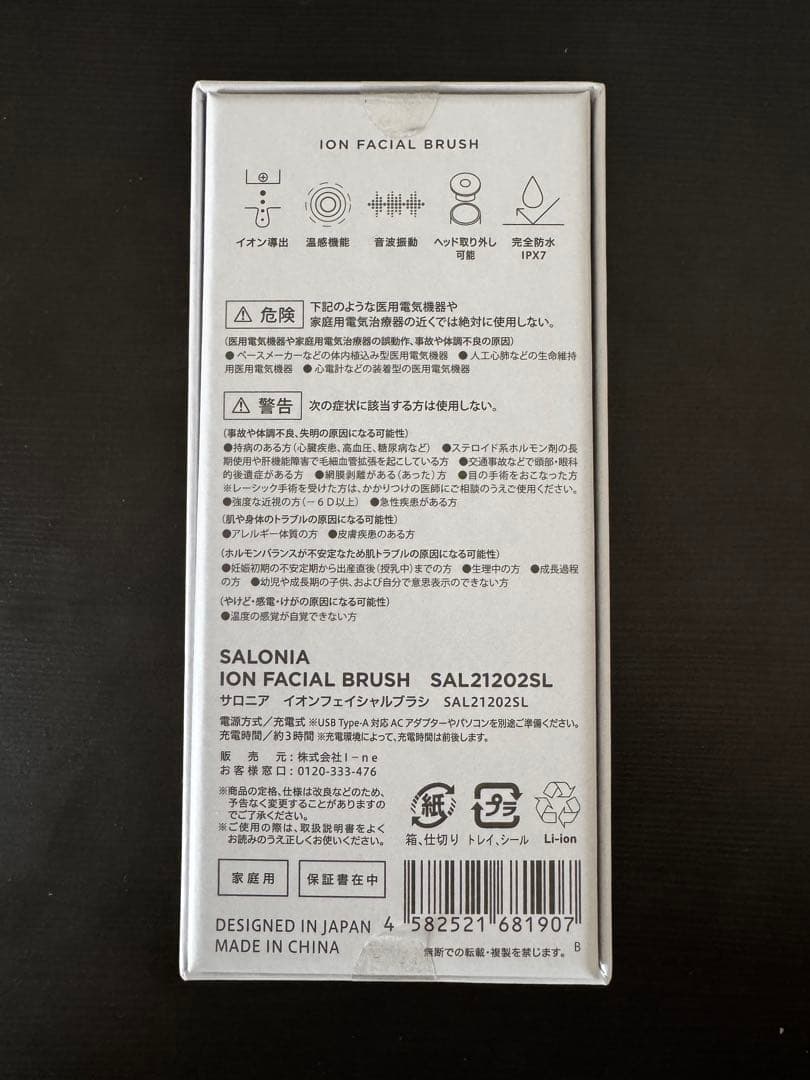 ION FACIAL BRUSH
イオン導出 温感機能 音波振動 ヘッド取り外し可能 完全防水IPX7
危険 下記のような医用電気機器や
家庭用電気治療器の近くでは絶対に使用しない。
(医用電気機器や家庭用電気治療器の誤動作、事故や体調不良の原因)
●ペースメーカーなどの体内植込み型医用電気機器 ●人工心肺などの生命維持
用医用電気機器 ●心電計などの装着型の医用電気機器
警告 次の症状に該当する方は使用しない。
(事故や体調不良、失明の原因になる可能性)
●持病のある方(心臓疾患、高血圧、糖尿病など) ●ステロイド系ホルモン剤の長
期使用や肝機能障害で毛細血管拡張を起こしている方 ●交通事故などで頭部・眼科
的後遺症がある方 ●網膜剥離がある(あった)方 ●目の手術をおこなった方
※レーシック手術を受けた方は、かかりつけの医師にご相談のうえご使用ください。
●強度な近視の方(-6D以上) ●急性疾患がある方
(肌や身体のトラブルの原因になる可能性)
●アレルギー体質の方 ●皮膚疾患のある方
(ホルモンバランスが不安定なため肌トラブルの原因になる可能性)
●妊娠初期の不安定期から出産直後(授乳中)までの方 ●生理中の方 ●成長過程
の方 ●幼児や成長期の子供、および自分で意思表示のできない方
(やけど・感電・けがの原因になる可能性)
●温度の感覚が自覚できない方
SALONIA
ION FACIAL BRUSH SAL21202SL
サロニア イオンフェイシャルブラシ SAL21202SL
電源方式/充電式 ※USB Type-A対応ACアダプターやパソコンを別途ご準備ください。
充電時間/約3時間 ※充電環境によって、充電時間は前後します。
販売元:株式会社I-ne
お客様窓口:0120-333-476
※商品の定格、仕様は改良などのため、
予告なく変更することがありますの
でご了承ください。
※ご使用の際は、取扱説明書をよく
お読みのうえ正しくお使いください。
紙 プラ
箱、仕切り トレイ、シール Li-ion
家庭用 保証書在中
DESIGNED IN JAPAN
MADE IN CHINA
4 582521 681907
無断での転載・複製を禁じます。 B